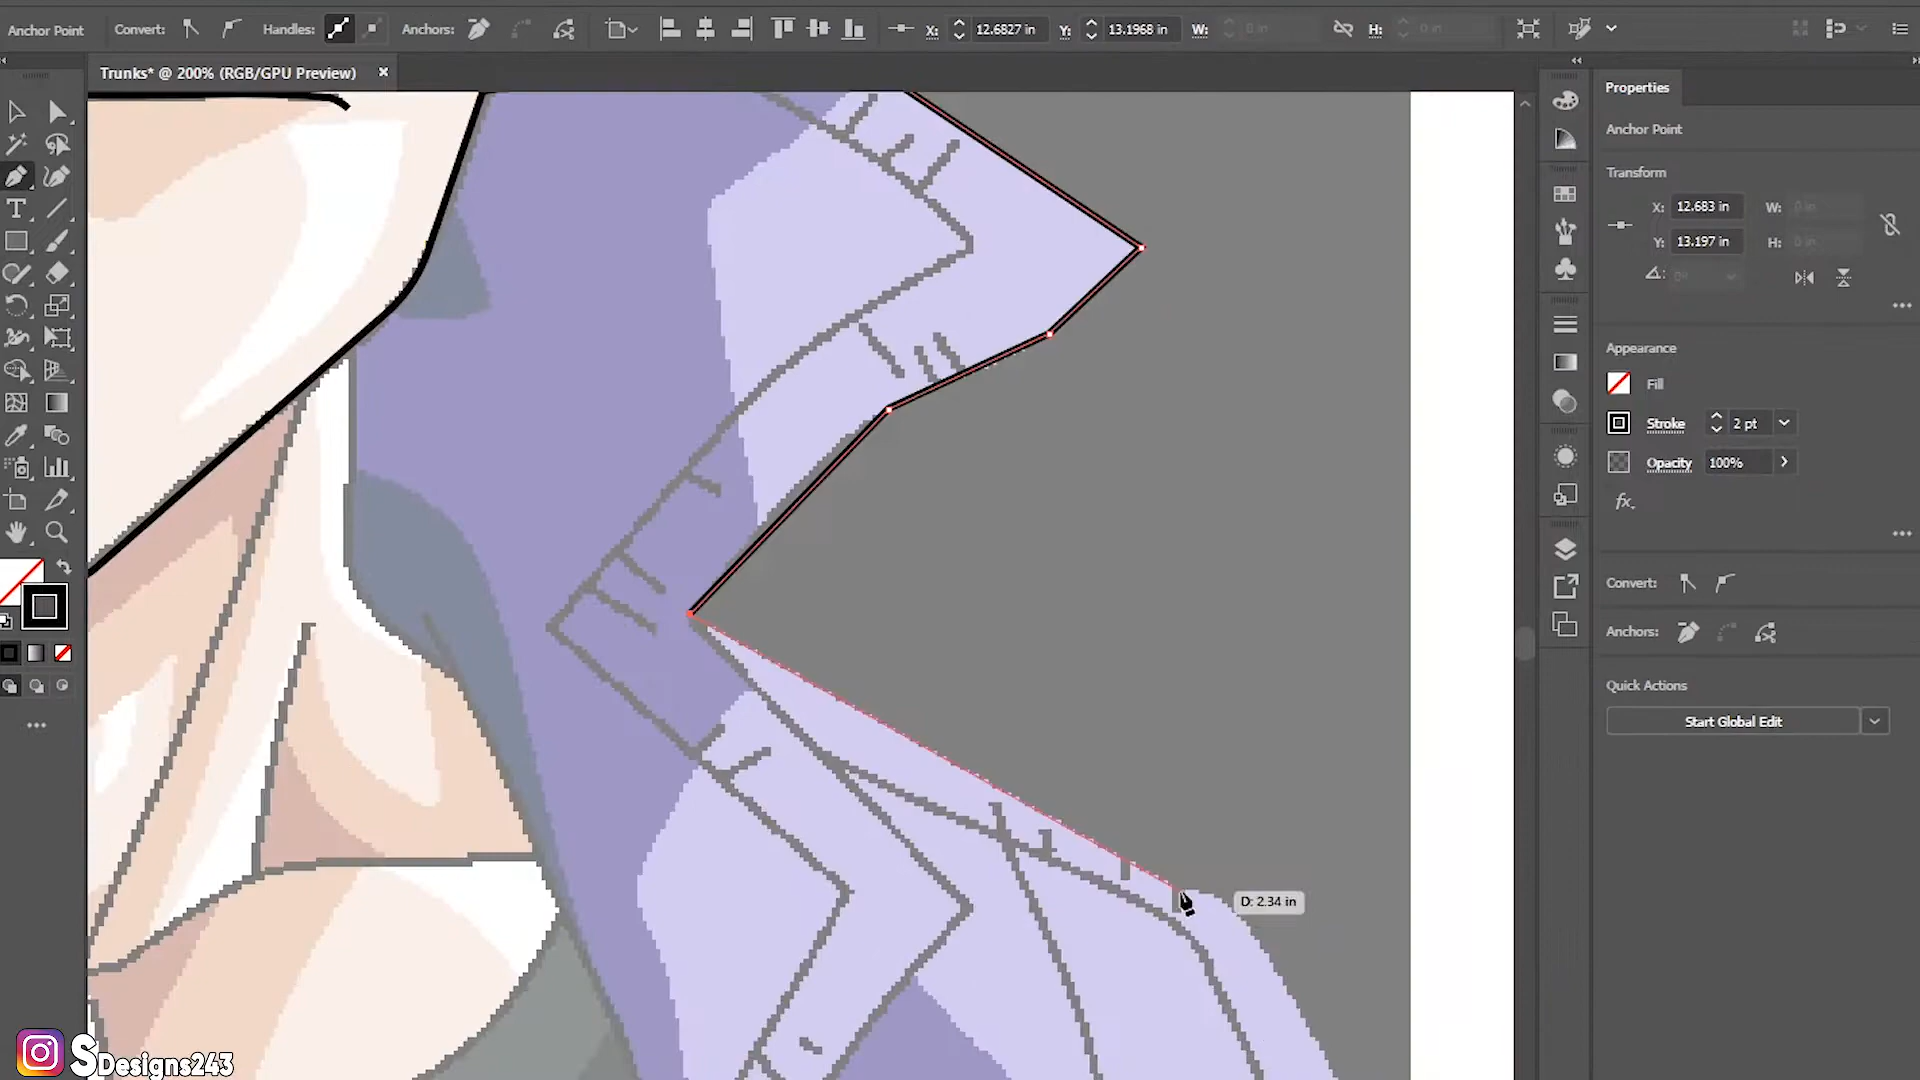 Anchor Point
Convert:
Handles:
Anchors:
X:
12.6827 in
Y:
13.1968 in
W:
0 in
H:
0 in
Trunks* @ 200% (RGB/GPU Preview)
×
Properties
Anchor Point
Transform
X:
12.683 in
W:
0 in
Y:
13.197 in
H:
0 in
0°
Appearance
Fill
Stroke
2 pt
Opacity
100%
fx.
Convert:
Anchors:
Quick Actions
Start Global Edit
D: 2.34 in
SDesigns243